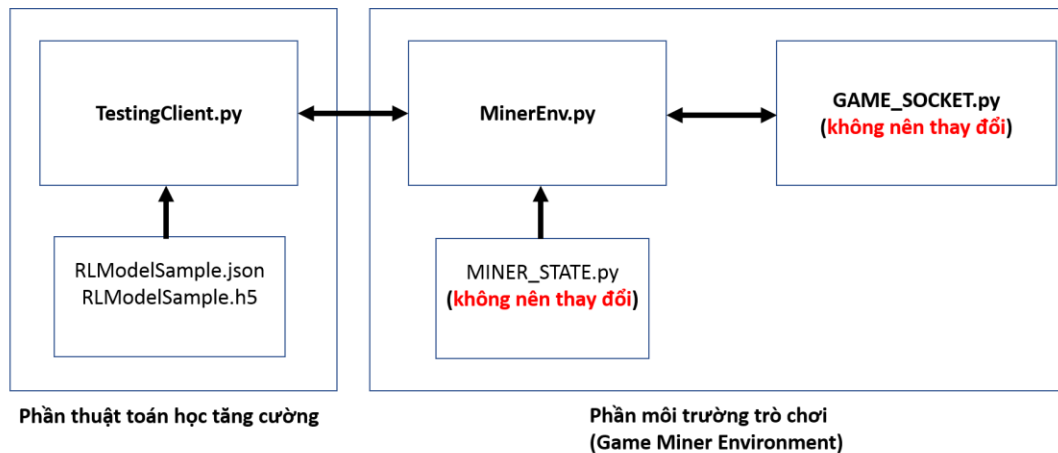 TestingClient.py
MinerEnv.py
GAME_SOCKET.py
(không nên thay đổi)
RLModelSample.json
RLModelSample.h5
MINER_STATE.py
(không nên thay đổi)
Phần thuật toán học tăng cường
Phần môi trường trò chơi
(Game Miner Environment)